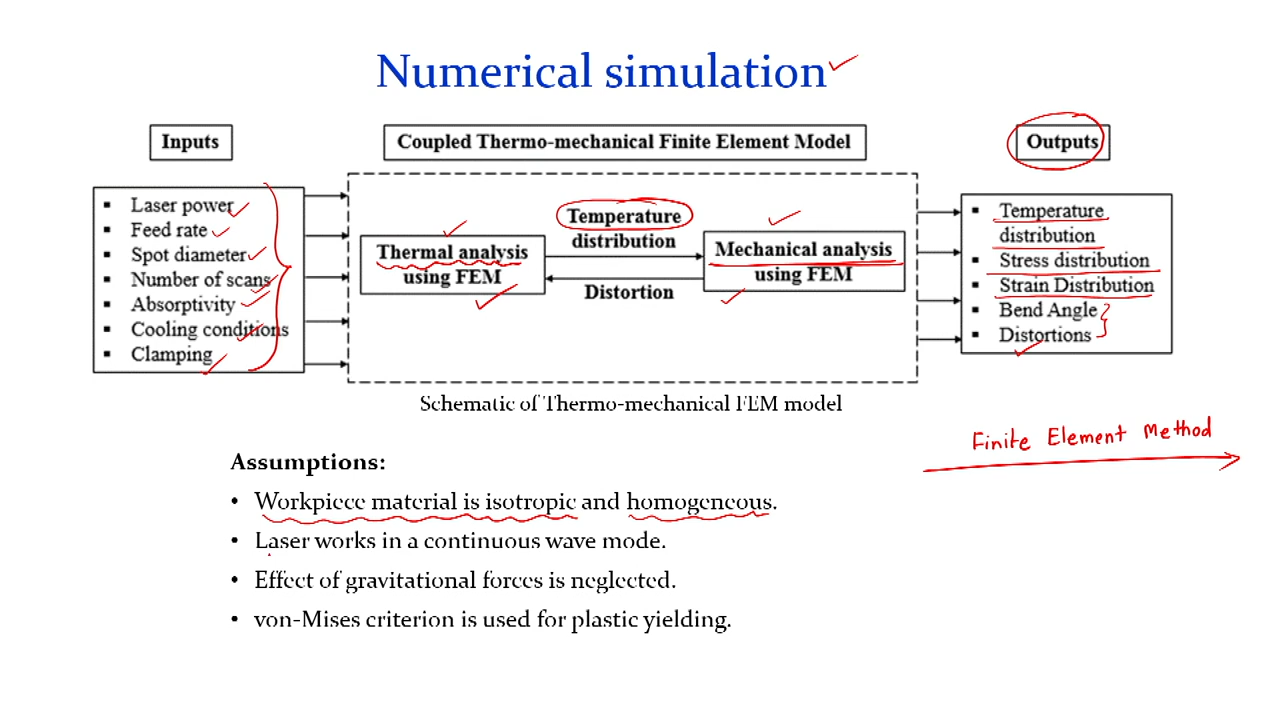 Numerical simulation
Inputs
Coupled Thermo-mechanical Finite Element Model
Outputs
▪ Laser power
▪ Feed rate
▪ Spot diameter
▪ Number of scans
▪ Absorptivity
▪ Cooling conditions
▪ Clamping
Thermal analysis
using FEM
Temperature
distribution
Distortion
Mechanical analysis
using FEM
▪ Temperature
distribution
▪ Stress distribution
▪ Strain Distribution
▪ Bend Angle
▪ Distortions
Schematic of Thermo-mechanical FEM model
Finite Element Method
Assumptions:
• Workpiece material is isotropic and homogeneous.
• Laser works in a continuous wave mode.
• Effect of gravitational forces is neglected.
• von-Mises criterion is used for plastic yielding.